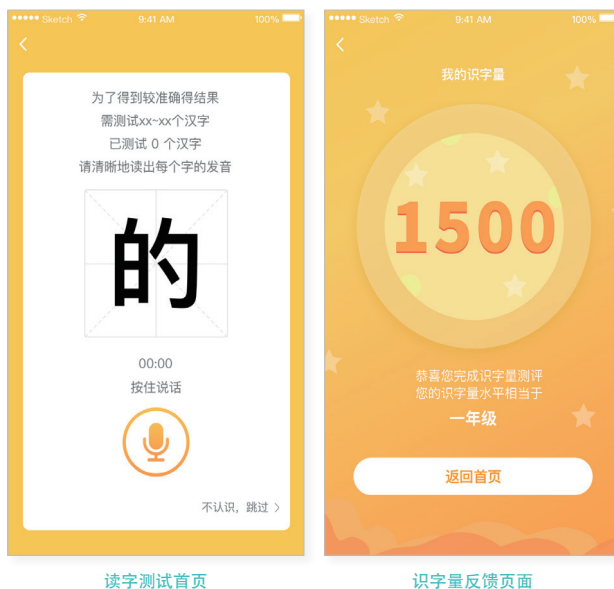 Sketch 9:41 AM 100%
为了得到较准确得结果
需测试xx~xx个汉字
已测试 0 个汉字
请清晰地读出每个字的发音
的
00:00
按住说话
不认识，跳过 >
读字测试首页
Sketch 9:41 AM 100%
我的识字量
1500
恭喜您完成识字量测评
您的识字量水平相当于
一年级
返回首页
识字量反馈页面